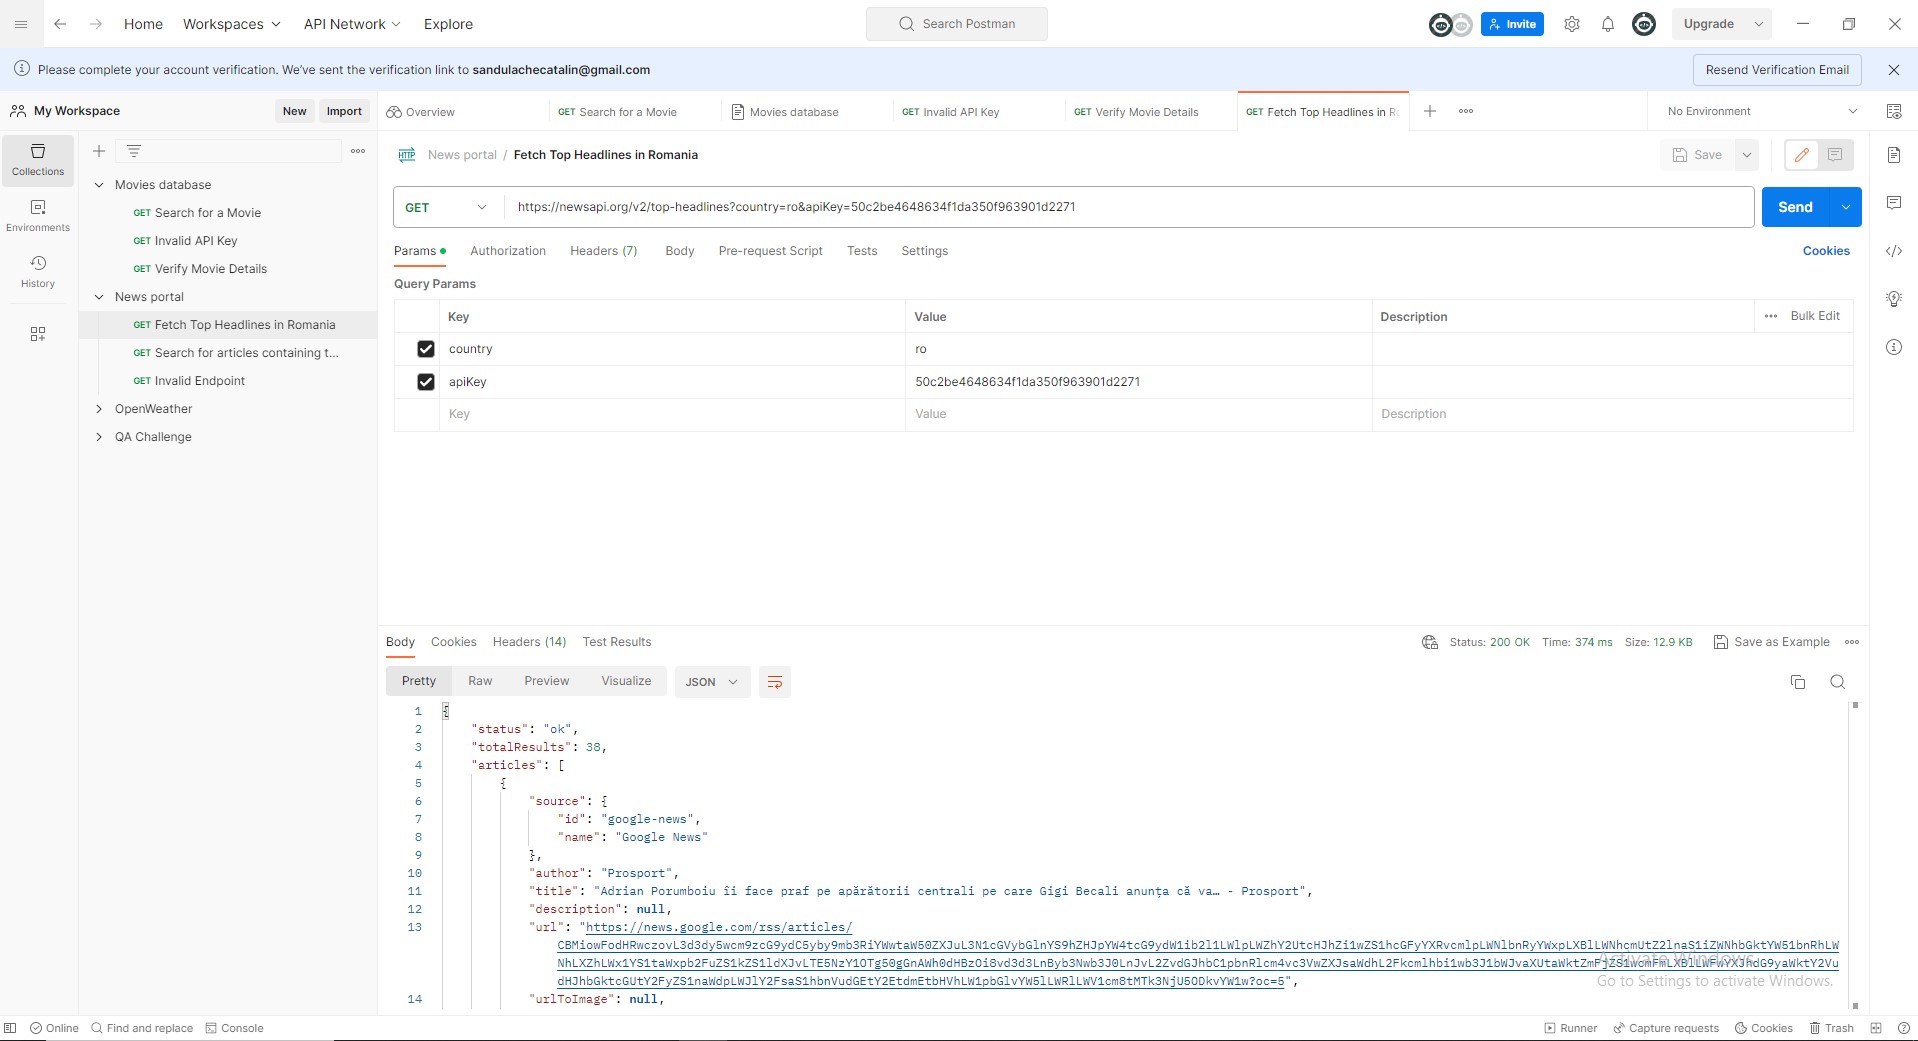 Home Workspaces API Network Explore Search Postman Invite Upgrade
Please complete your account verification. We've sent the verification link to sandulachecatalin@gmail.com Resend Verification Email
My Workspace New Import Overview GET Search for a Movie Movies database GET Invalid API Key GET Verify Movie Details GET Fetch Top Headlines in R No Environment
Collections
Environments
History
Movies database
GET Search for a Movie
GET Invalid API Key
GET Verify Movie Details
News portal
GET Fetch Top Headlines in Romania
GET Search for articles containing t...
GET Invalid Endpoint
OpenWeather
QA Challenge
HTTP News portal / Fetch Top Headlines in Romania Save
GET https://newsapi.org/v2/top-headlines?country=ro&apiKey=50c2be4648634f1da350f963901d2271 Send
Params Authorization Headers (7) Body Pre-request Script Tests Settings Cookies
Query Params
Key Value Description Bulk Edit
country ro
apiKey 50c2be4648634f1da350f963901d2271
Key Value Description
Body Cookies Headers (14) Test Results Status: 200 OK Time: 374 ms Size: 12.9 KB Save as Example
Pretty Raw Preview Visualize JSON
1 {
2 "status": "ok",
3 "totalResults": 38,
4 "articles": [
5 {
6 "source": {
7 "id": "google-news",
8 "name": "Google News"
9 },
10 "author": "Prosport",
11 "title": "Adrian Porumboiu îi face praf pe apărătorii centrali pe care Gigi Becali anunța că va… - Prosport",
12 "description": null,
13 "url": "https://news.google.com/rss/articles/
14 "urlToImage": null,
Activate Windows
Go to Settings to activate Windows.
Online Find and replace Console Runner Capture requests Cookies Trash